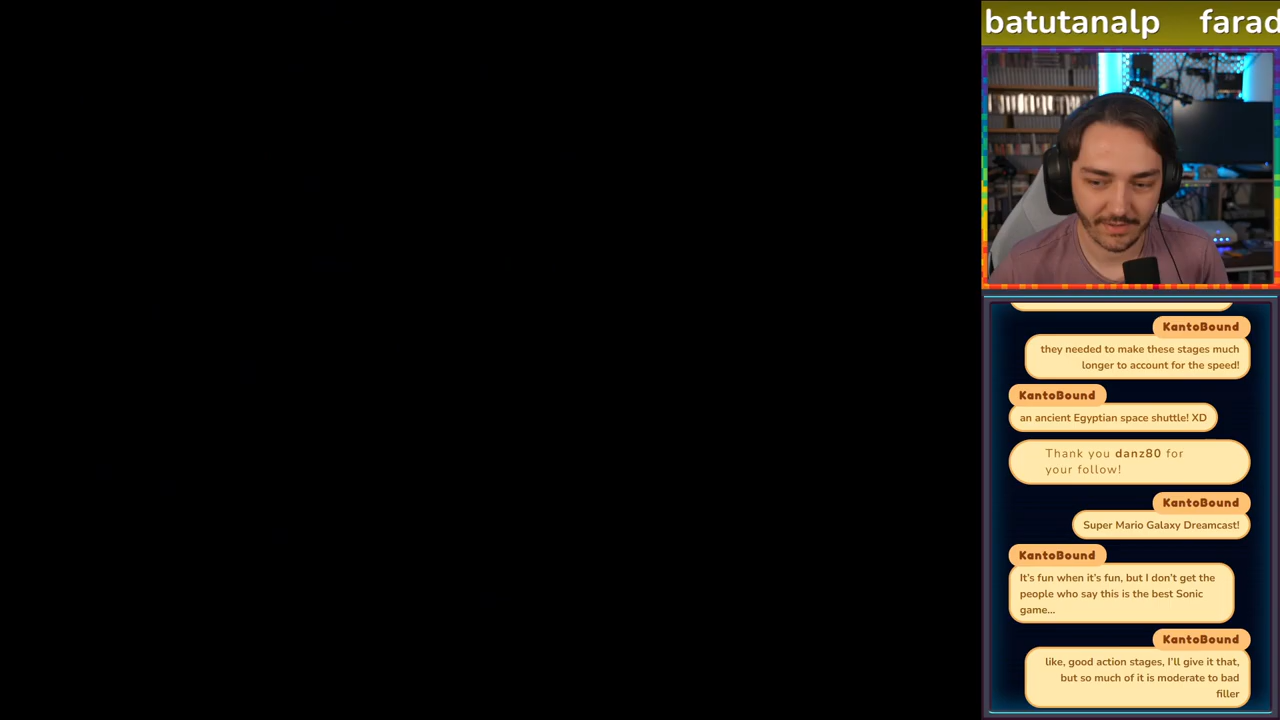 batutanalp farad
KantoBound
they needed to make these stages much
longer to account for the speed!
KantoBound
an ancient Egyptian space shuttle! XD
Thank you danz80 for
your follow!
KantoBound
Super Mario Galaxy Dreamcast!
KantoBound
It's fun when it's fun, but I don't get the
people who say this is the best Sonic
game...
KantoBound
like, good action stages, I'll give it that,
but so much of it is moderate to bad
filler